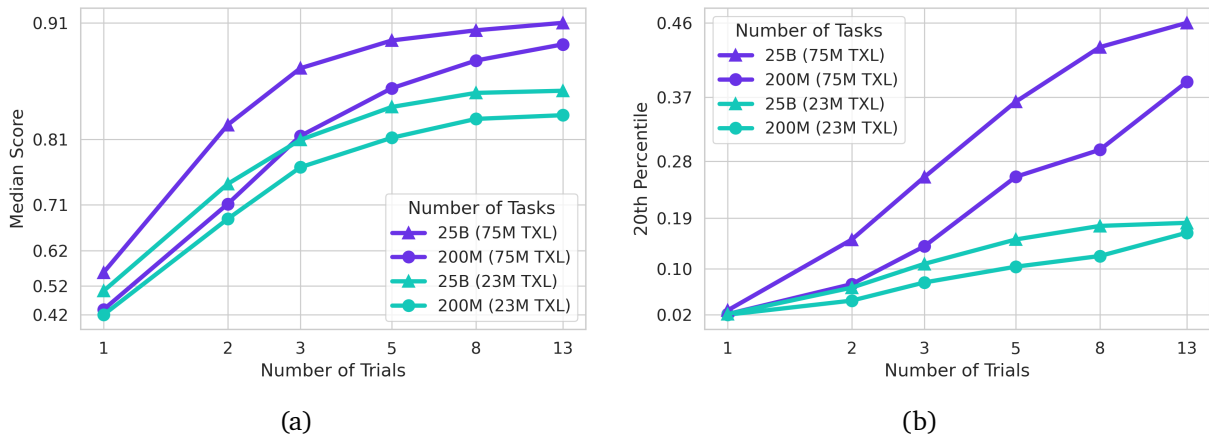 0.91
0.81
0.71
0.62
0.52
0.42
Median Score
Number of Tasks
25B (75M TXL)
200M (75M TXL)
25B (23M TXL)
200M (23M TXL)
1 2 3 5 8 13
Number of Trials
(a)
0.46
0.37
0.28
0.19
0.10
0.02
20th Percentile
Number of Tasks
25B (75M TXL)
200M (75M TXL)
25B (23M TXL)
200M (23M TXL)
1 2 3 5 8 13
Number of Trials
(b)